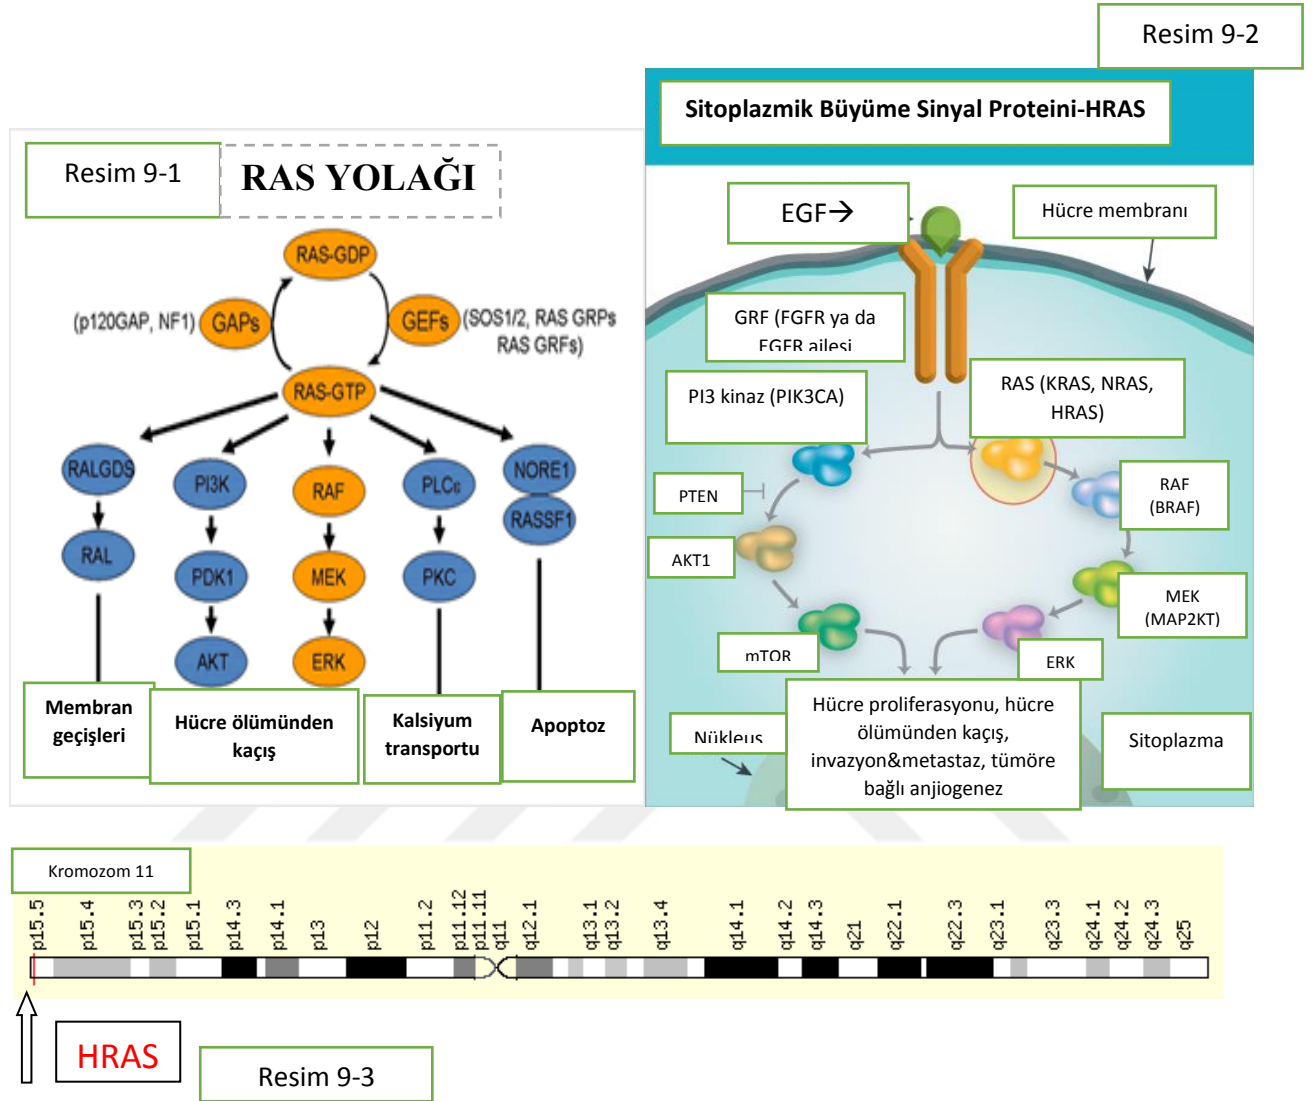 Resim 9-2
Sitoplazmik Büyüme Sinyal Proteini-HRAS
Resim 9-1
RAS YOLAĞI
RAS-GDP
(p120GAP, NF1)
GAPs
GEFs
(SOS1/2, RAS GRPs
RAS GRFs)
RAS-GTP
RALGDS
PI3K
RAF
PLCε
NORE1
RASSF1
RAL
PDK1
MEK
PKC
AKT
ERK
Membran
geçişleri
Hücre ölümünden
kaçış
Kalsiyum
transportu
Apoptoz
EGF→
Hücre membranı
GRF (FGFR ya da
EGFR ailesi
PI3 kinaz (PIK3CA)
RAS (KRAS, NRAS,
HRAS)
PTEN
RAF
(BRAF)
AKT1
MEK
(MAP2KT)
mTOR
ERK
Hücre proliferasyonu, hücre
ölümünden kaçış,
invazyon&metastaz, tümöre
bağlı anjiogenez
Nükleus
Sitoplazma
Kromozom 11
p15.5
p15.4
p15.3
p15.2
p15.1
p14.3
p14.1
p13
p12
p11.2
p11.12
p11.11
q11
q12.1
q13.1
q13.2
q13.4
q14.1
q14.2
q14.3
q21
q22.1
q22.3
q23.1
q23.3
q24.1
q24.2
q24.3
q25
HRAS
Resim 9-3